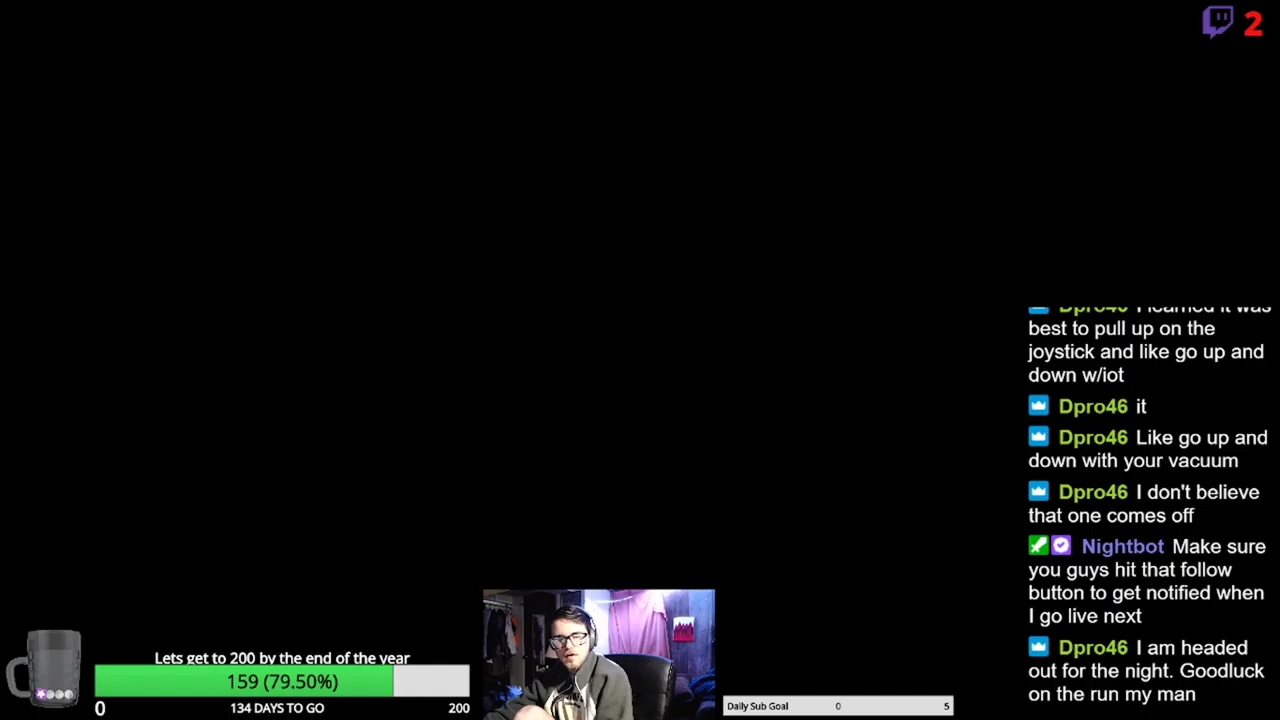 2
Dpro46 I learned it was
best to pull up on the
joystick and like go up and
down w/iot
Dpro46 it
Dpro46 Like go up and
down with your vacuum
Dpro46 I don't believe
that one comes off
Nightbot Make sure
you guys hit that follow
button to get notified when
I go live next
Dpro46 I am headed
out for the night. Goodluck
on the run my man
Lets get to 200 by the end of the year
159 (79.50%)
0 134 DAYS TO GO 200
Daily Sub Goal 0 5